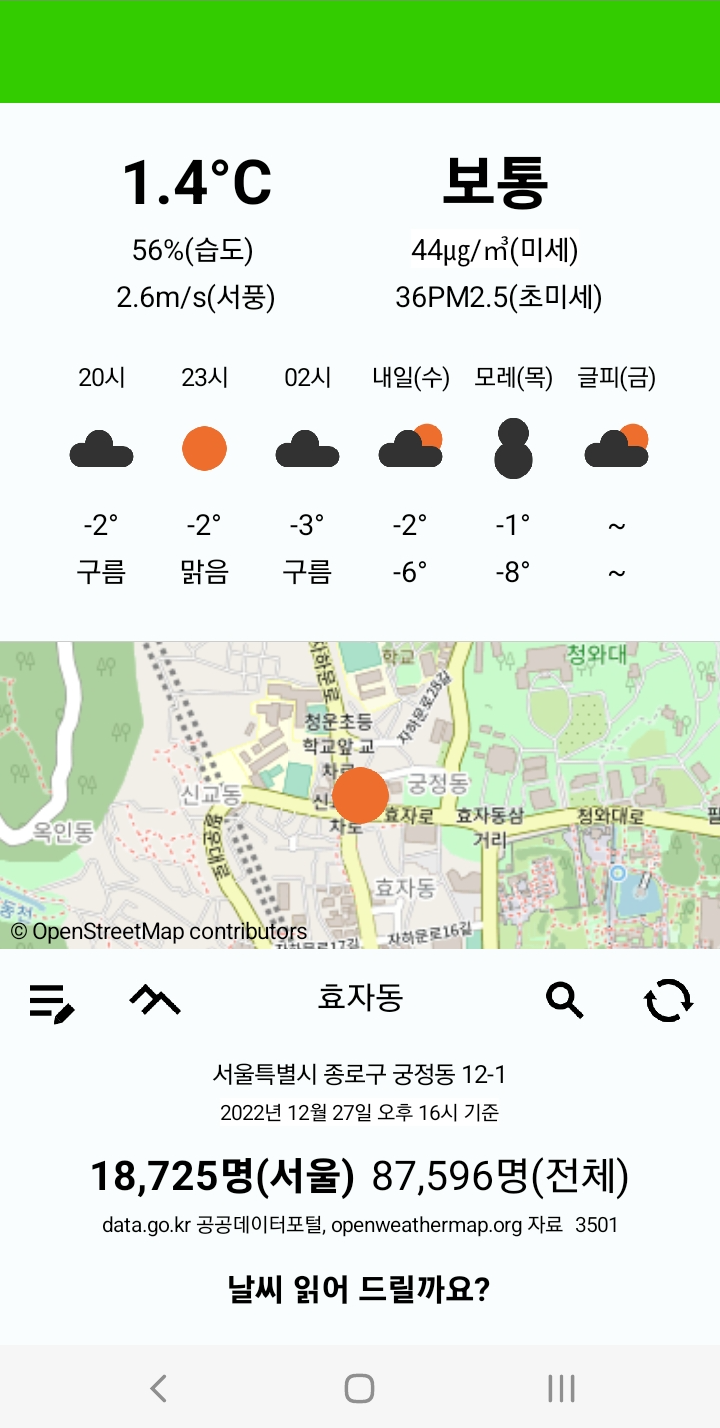 1.4°C 보통
56%(습도) 44㎍/㎥(미세)
2.6m/s(서풍) 36PM2.5(초미세)
20시 23시 02시 내일(수) 모레(목) 글피(금)
-2° -2° -3° -2° -1° ~
구름 맑음 구름 -6° -8° ~
학교
청와대
자하문로
자하문로28길
청운초등
학교앞 교
차로
신교동
궁정동
효자로
효자동삼
거리
청와대로
차로
옥인동
효자동
자하문로16길
자하문로17길
© OpenStreetMap contributors
효자동
서울특별시 종로구 궁정동 12-1
2022년 12월 27일 오후 16시 기준
18,725명(서울) 87,596명(전체)
data.go.kr 공공데이터포털, openweathermap.org 자료 3501
날씨 읽어 드릴까요?